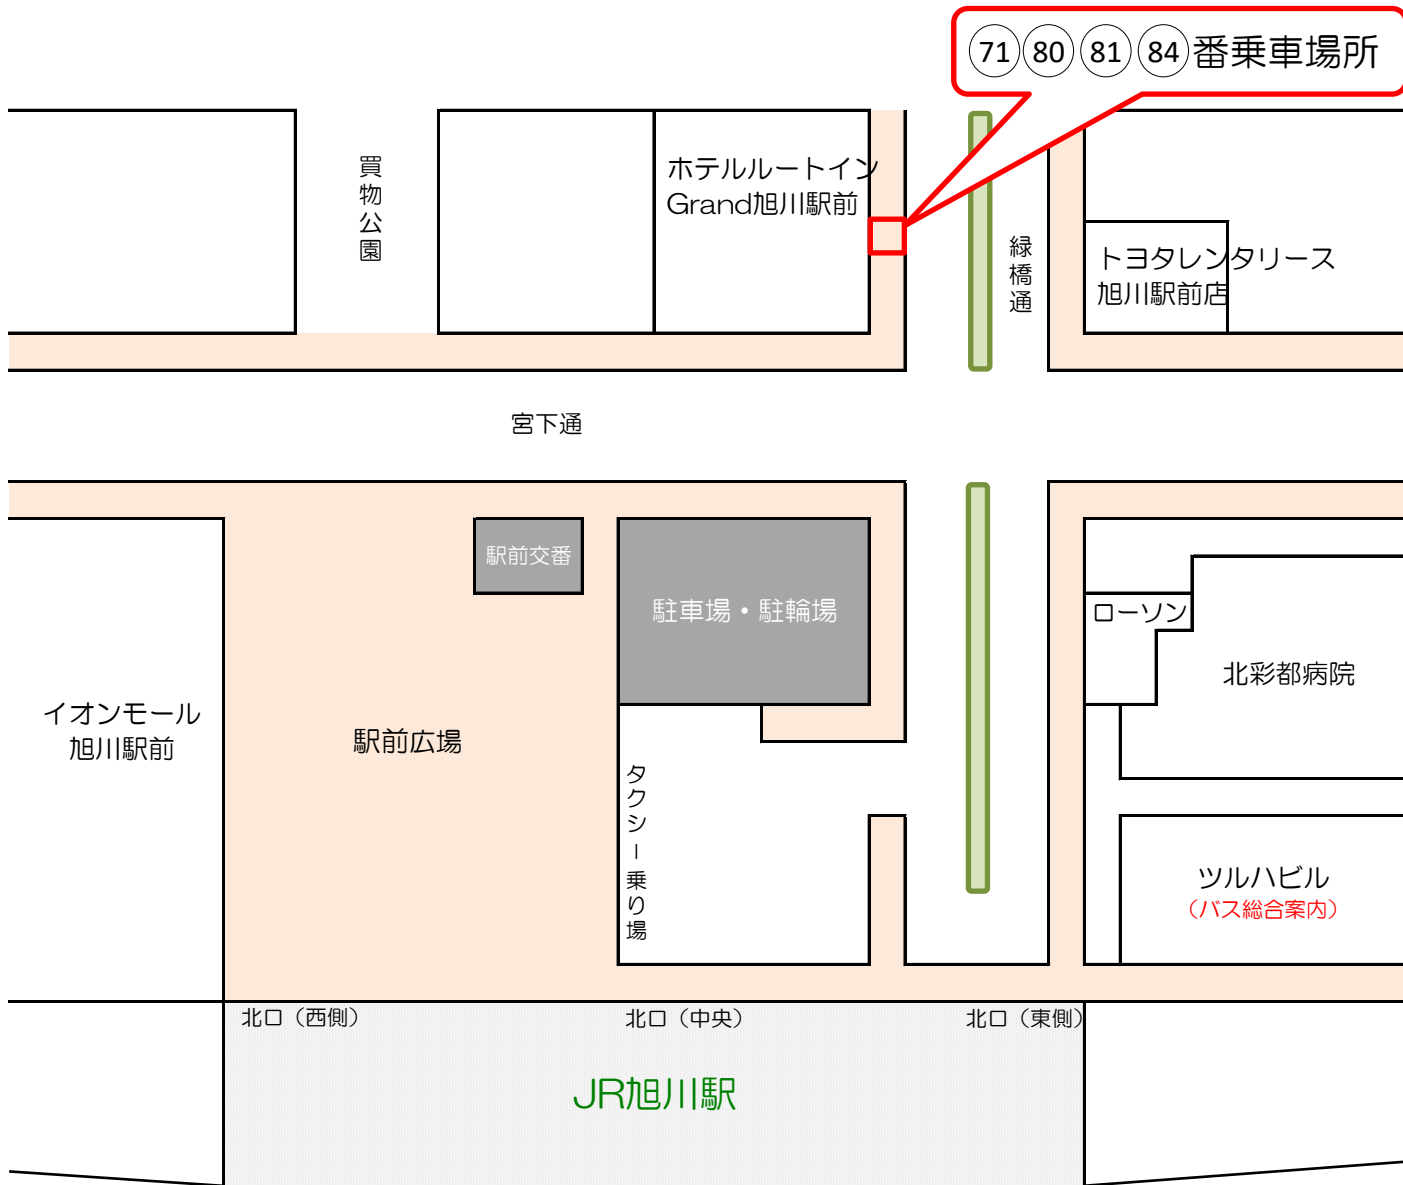 71 80 81 84 番乗車場所
買物公園
ホテルルートイン
Grand旭川駅前
緑橋通
トヨタレンタリース
旭川駅前店
宮下通
駅前交番
駐車場・駐輪場
ローソン
北彩都病院
イオンモール
旭川駅前
駅前広場
タクシー乗り場
ツルハビル
（バス総合案内）
北口（西側）
北口（中央）
北口（東側）
JR旭川駅